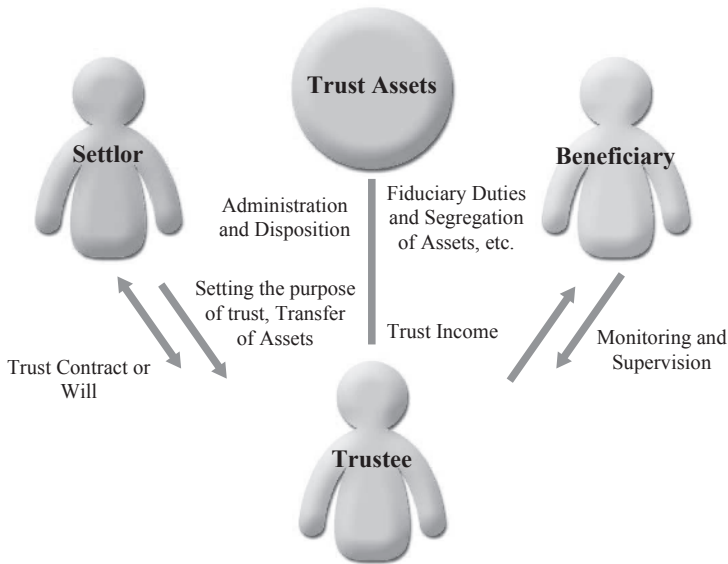 Trust Assets
Settlor
Beneficiary
Administration
and Disposition
Fiduciary Duties
and Segregation
of Assets, etc.
Setting the purpose
of trust, Transfer
of Assets
Trust Income
Monitoring and
Supervision
Trust Contract or
Will
Trustee